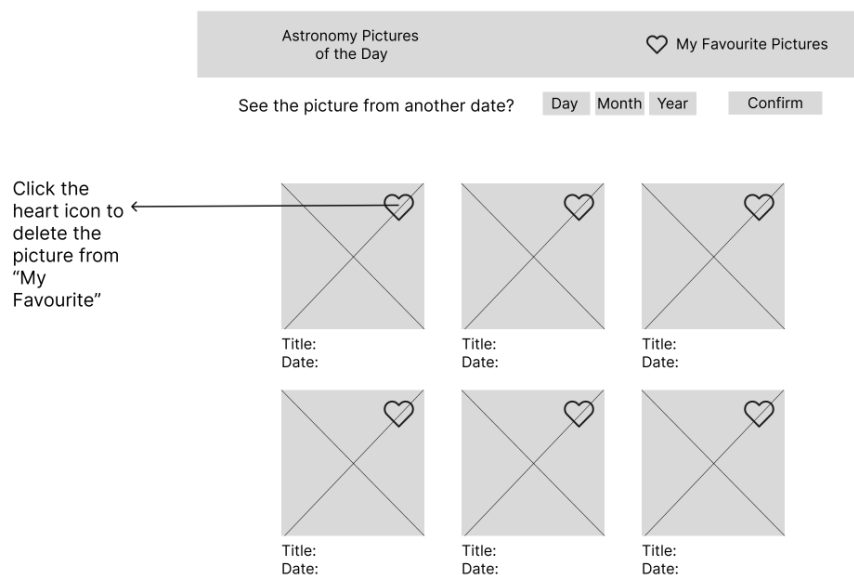 Astronomy Pictures
of the Day
My Favourite Pictures
See the picture from another date?
Day
Month
Year
Confirm
Click the
heart icon to
delete the
picture from
“My
Favourite”
Title:
Date:
Title:
Date:
Title:
Date:
Title:
Date:
Title:
Date:
Title:
Date: